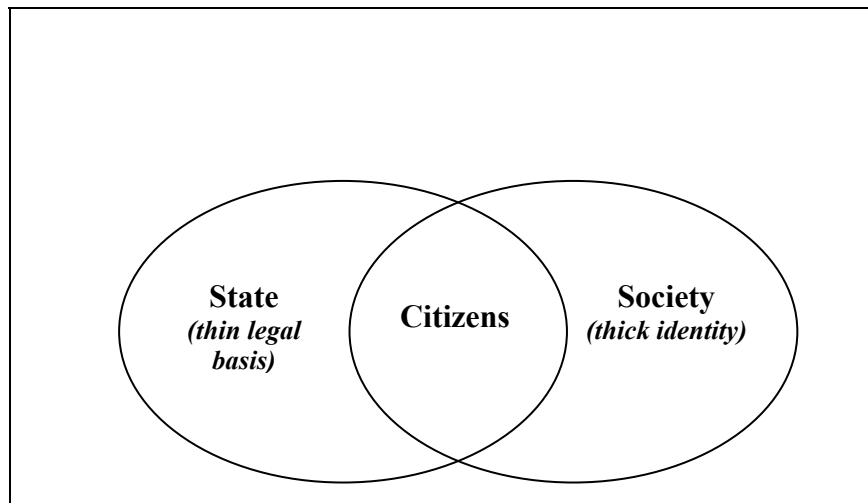 State
(thin legal
basis)
Citizens
Society
(thick identity)